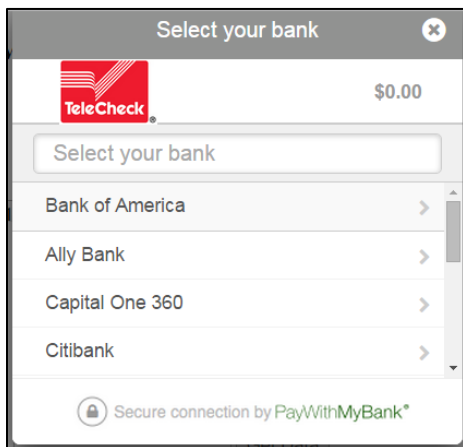 Select your bank
TeleCheck®
$0.00
Select your bank
Bank of America
Ally Bank
Capital One 360
Citibank
Secure connection by PayWithMyBank®